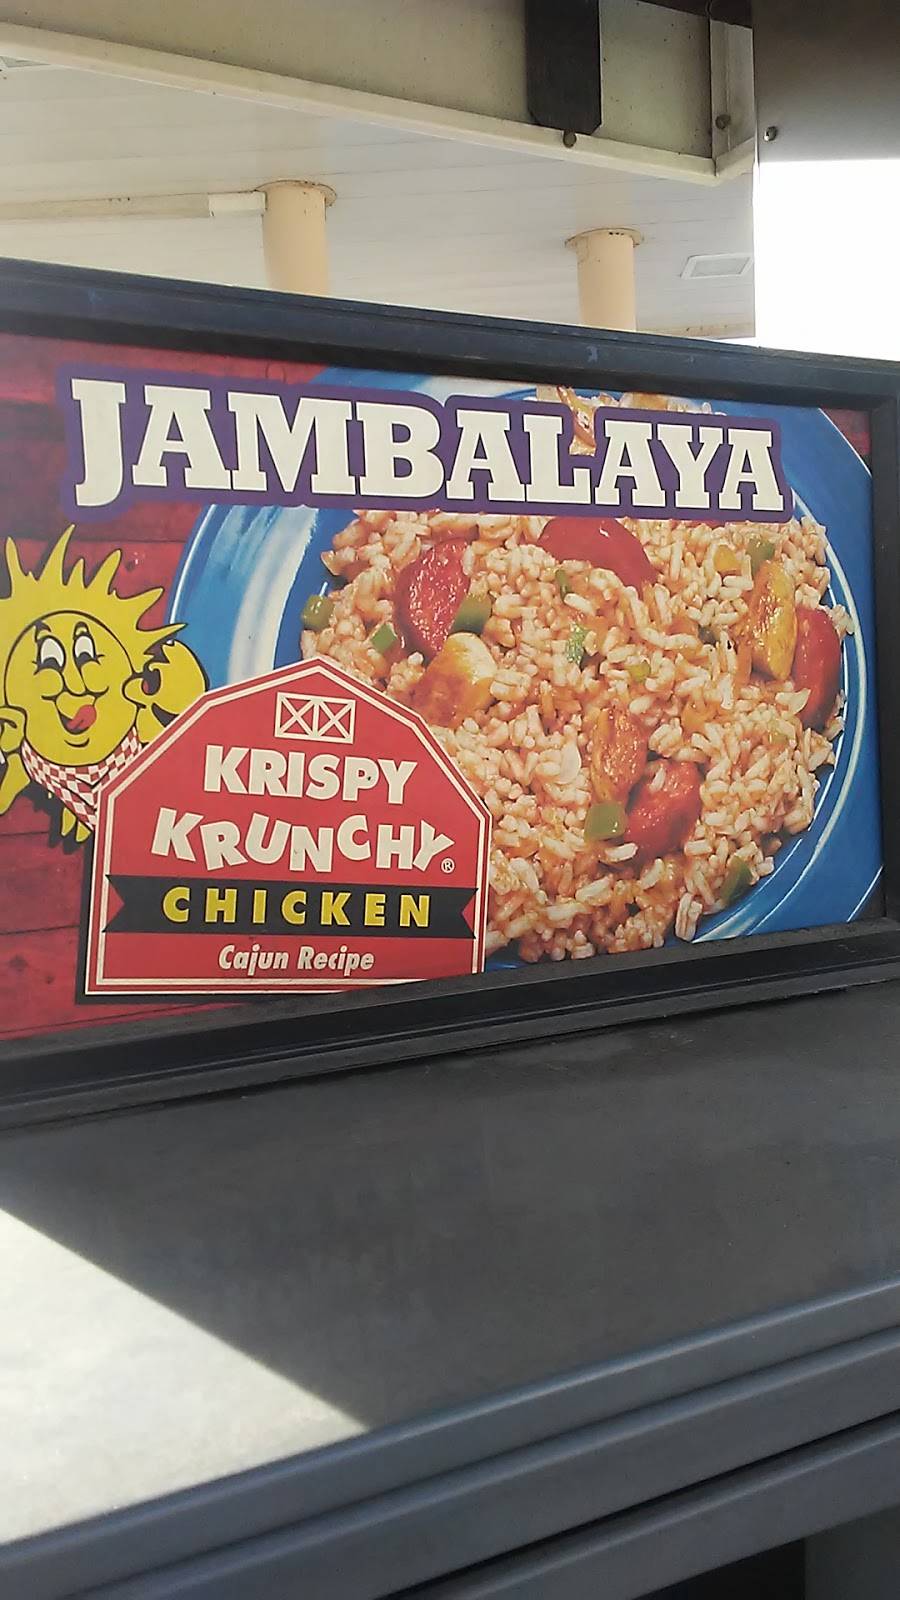 JAMBALAYA
KRISPY
KRUNCHY®
CHICKEN
Cajun Recipe